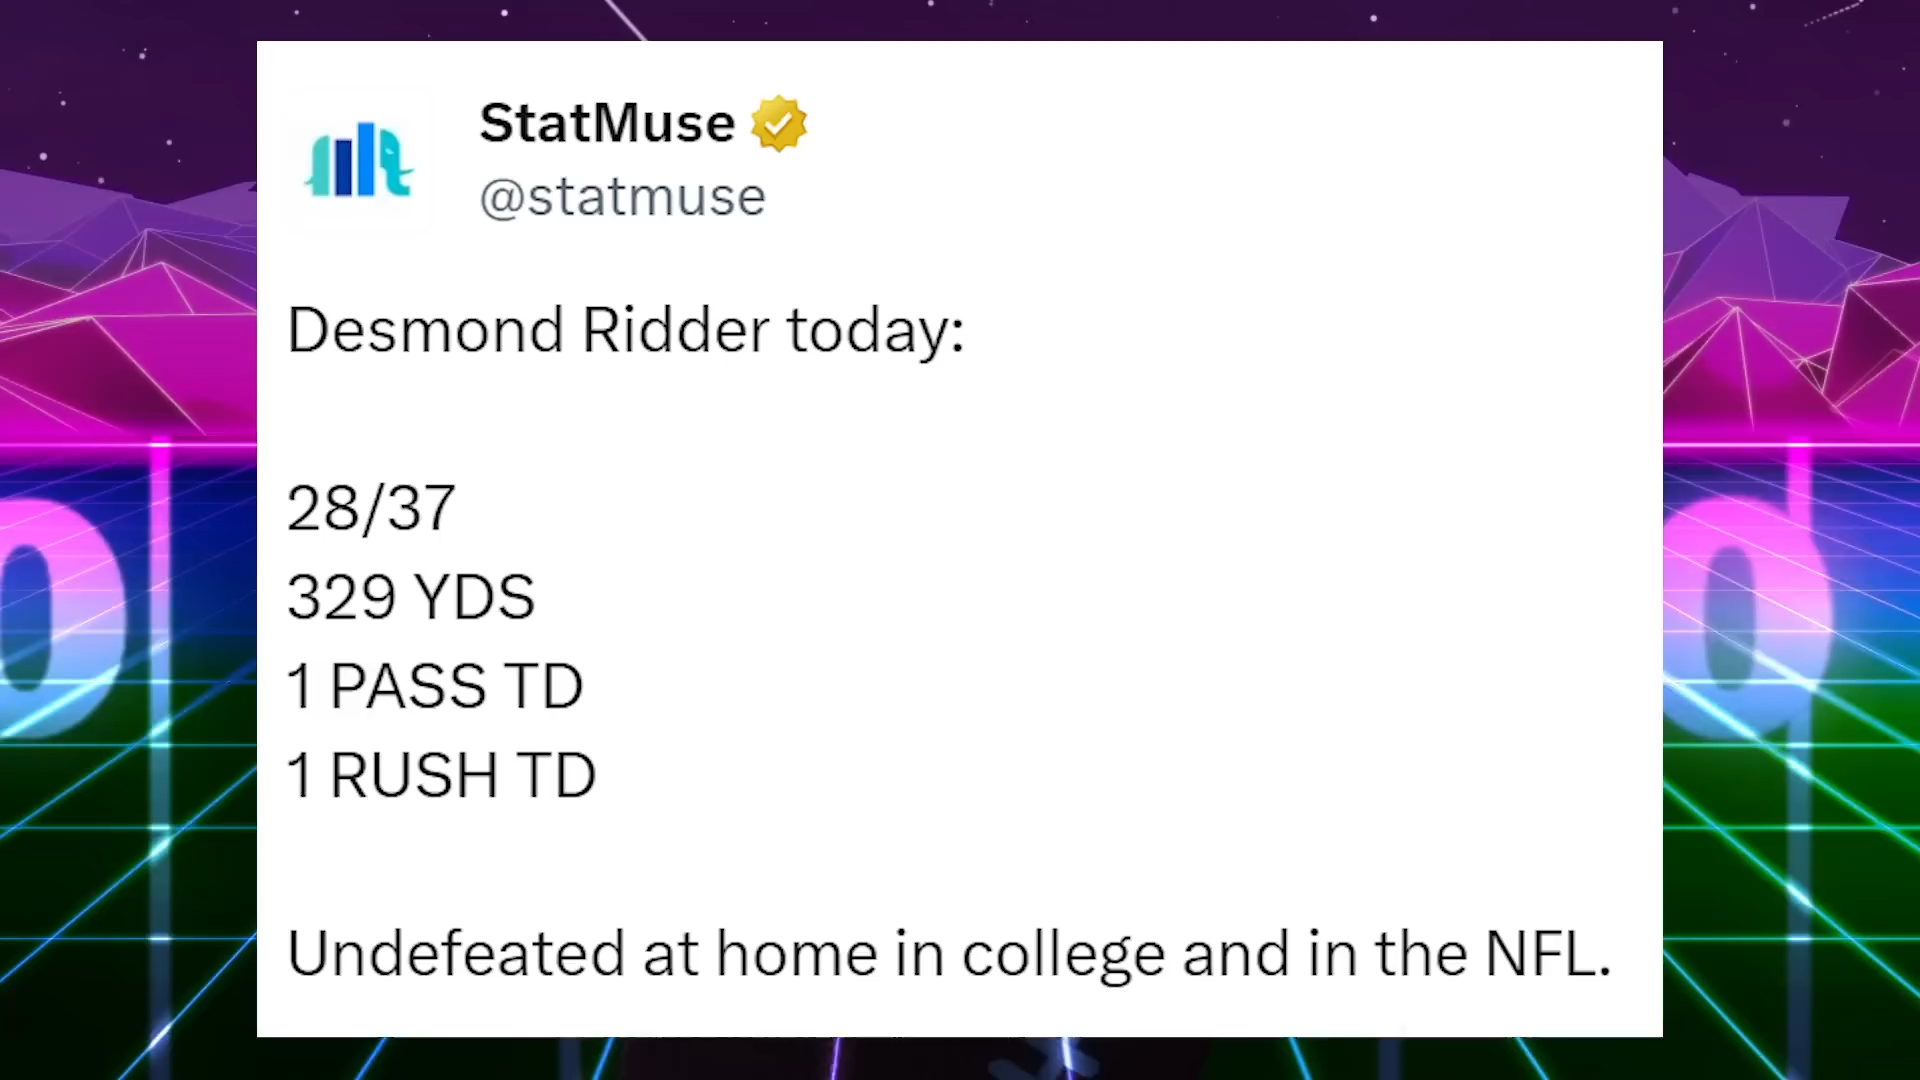 StatMuse
@statmuse
Desmond Ridder today:
28/37
329 YDS
1 PASS TD
1 RUSH TD
Undefeated at home in college and in the NFL.